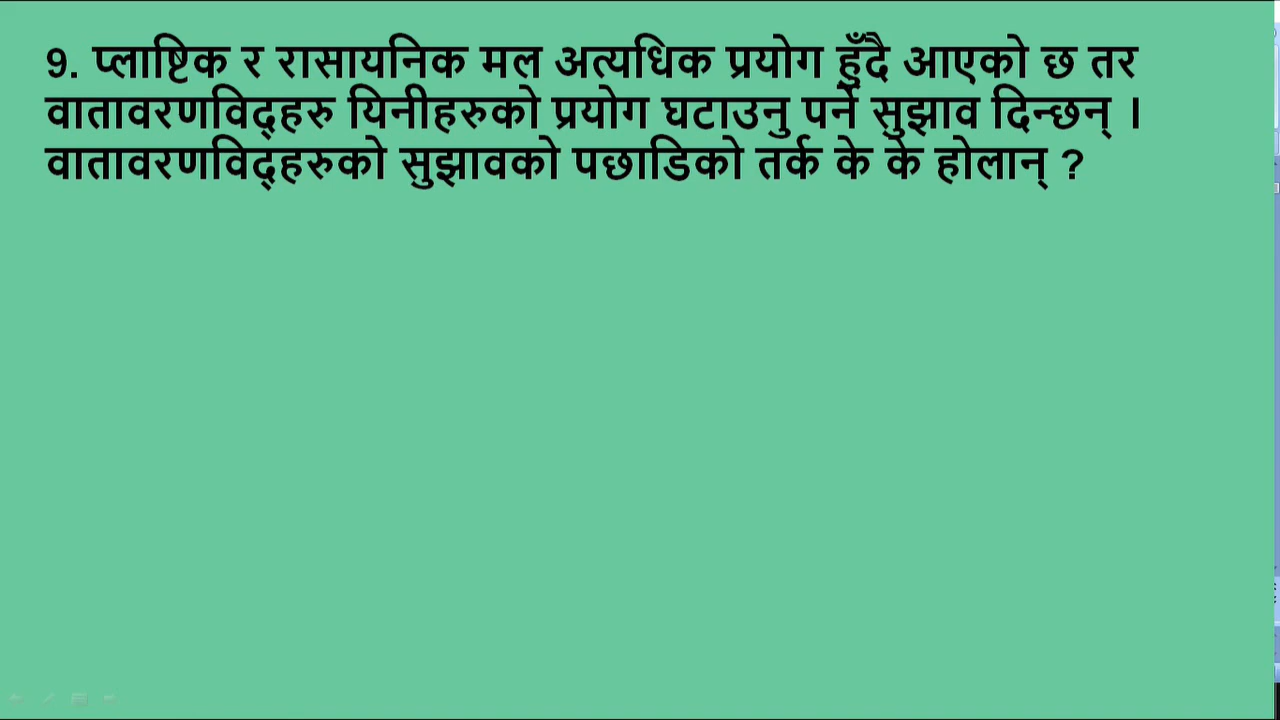 9. प्लाष्टिक र रासायनिक मल अत्यधिक प्रयोग हुँदै आएको छ तर
वातावरणविद्हरु यिनीहरुको प्रयोग घटाउनु पर्ने सुझाव दिन्छन् ।
वातावरणविद्हरुको सुझावको पछाडिको तर्क के के होलान् ?